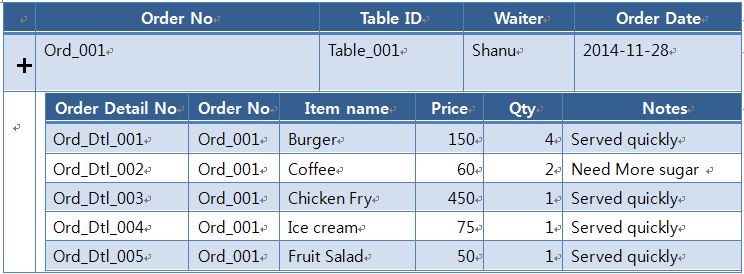 Order No Table ID Waiter Order Date
Ord_001 Table_001 Shanu 2014-11-28
Order Detail No Order No Item name Price Qty Notes
Ord_Dtl_001 Ord_001 Burger 150 4 Served quickly
Ord_Dtl_002 Ord_001 Coffee 60 2 Need More sugar
Ord_Dtl_003 Ord_001 Chicken Fry 450 1 Served quickly
Ord_Dtl_004 Ord_001 Ice cream 75 1 Served quickly
Ord_Dtl_005 Ord_001 Fruit Salad 50 1 Served quickly